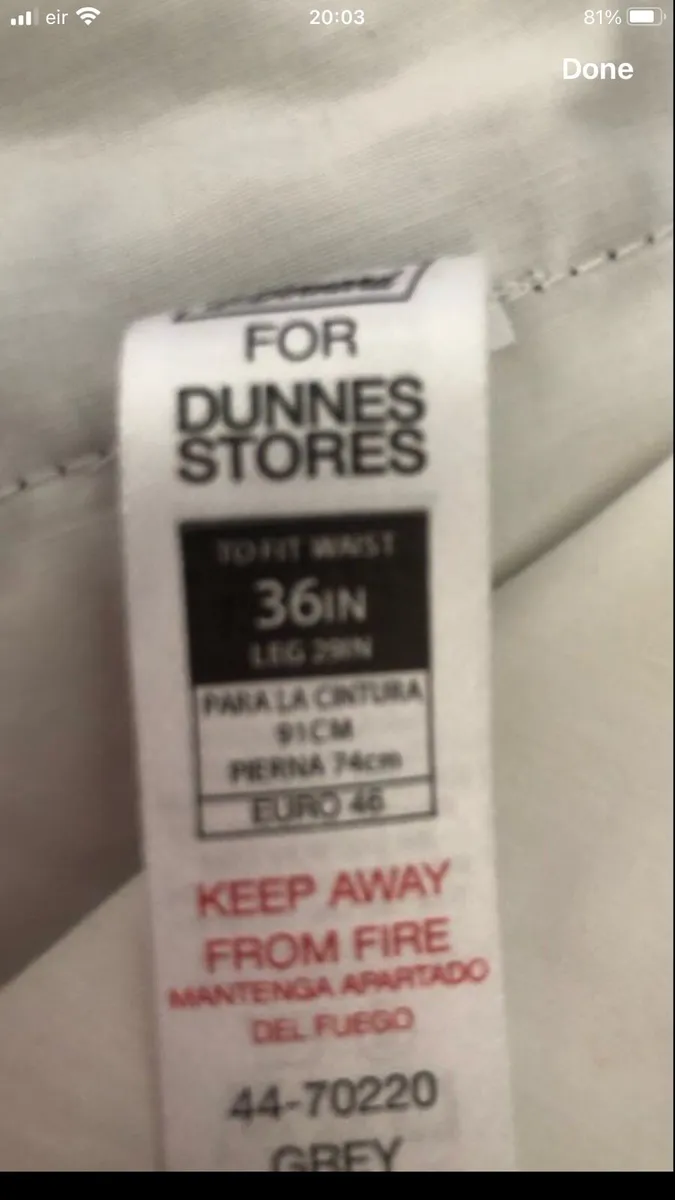 eir
20:03
81%
Done
FOR
DUNNES
STORES
TO FIT WAIST
36IN
LEG 29IN
PARA LA CINTURA
91CM
PIERNA 74cm
EURO 46
KEEP AWAY
FROM FIRE
MANTENGA APARTADO
DEL FUEGO
44-70220
GREY